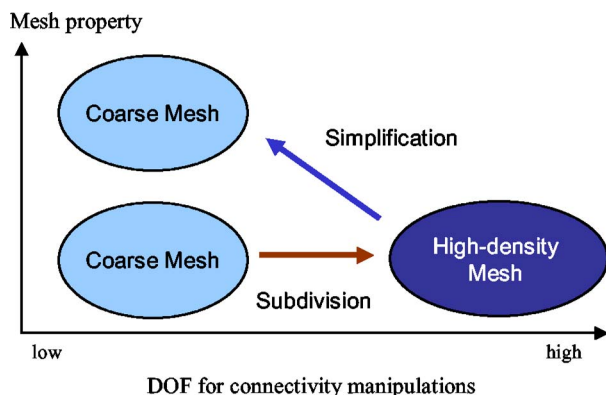 Mesh property
Coarse Mesh
Simplification
Coarse Mesh
High-density
Mesh
Subdivision
low
high
DOF for connectivity manipulations